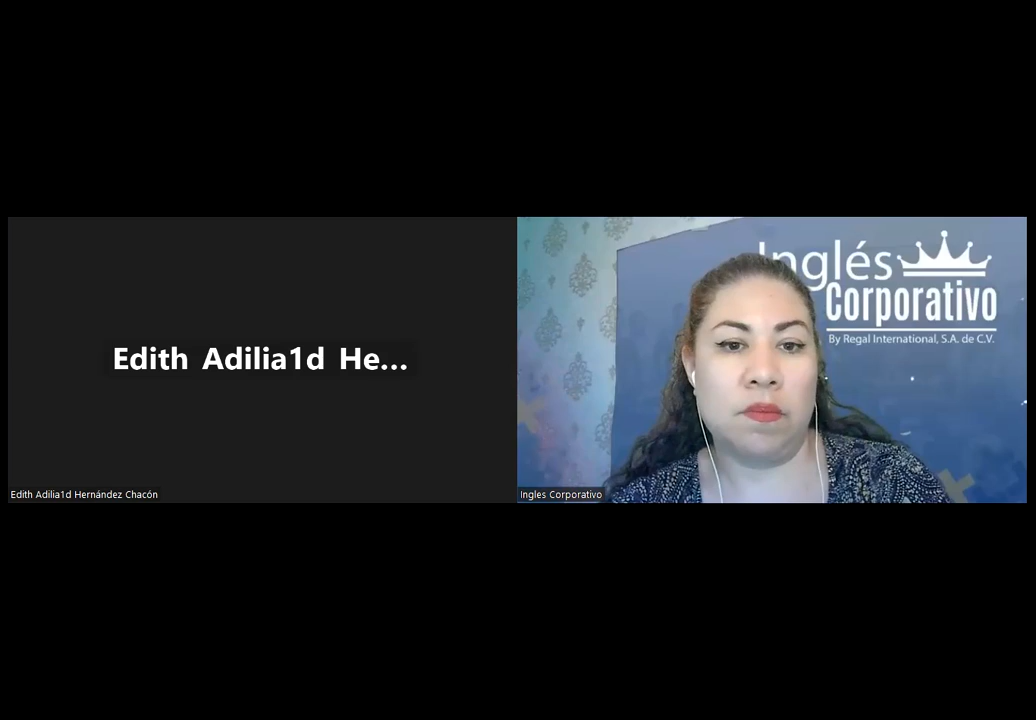 Edith Adilia1d He...
Edith Adilia1d Hernández Chacón
Inglés
Corporativo
By Regal International, S.A. de C.V.
Ingles Corporativo